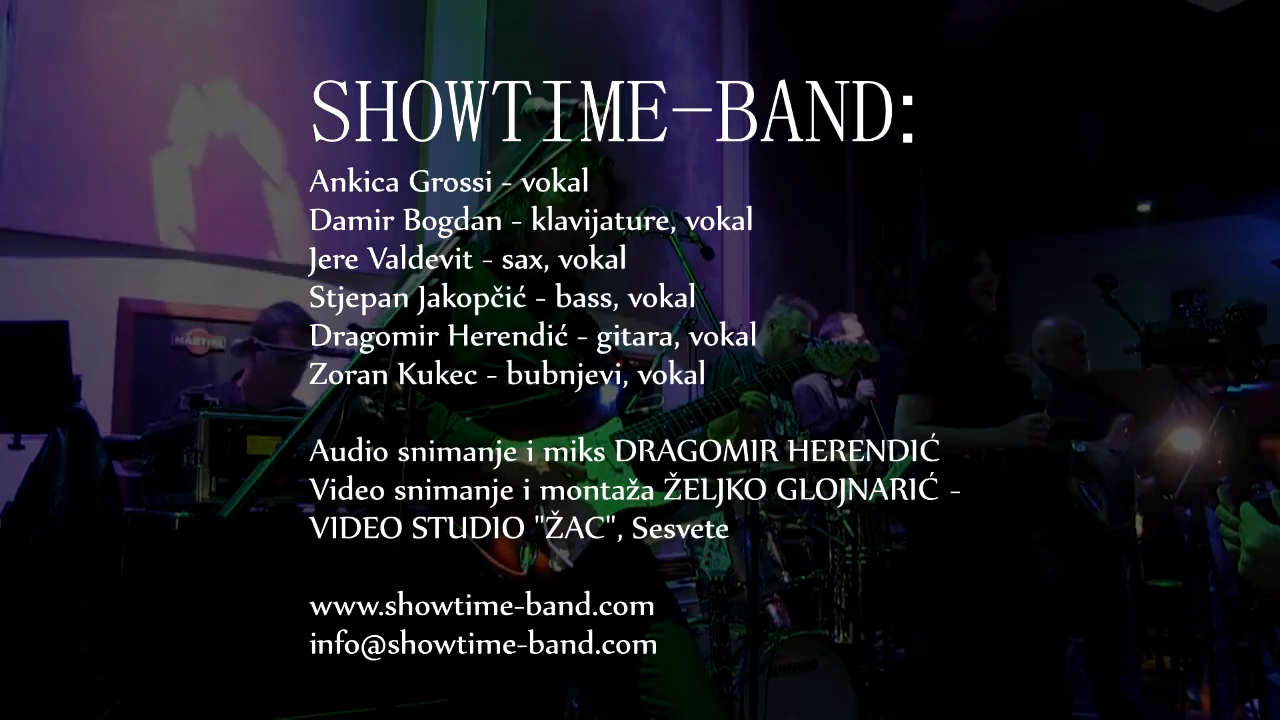 SHOWTIME-BAND:
Ankica Grossi - vokal
Damir Bogdan - klavijature, vokal
Jere Valdevit - sax, vokal
Stjepan Jakopčić - bass, vokal
Dragomir Herendić - gitara, vokal
Zoran Kukec - bubnjevi, vokal
Audio snimanje i miks DRAGOMIR HERENDIĆ
Video snimanje i montaža ŽELJKO GLOJNARIĆ -
VIDEO STUDIO "ŽAC", Sesvete
www.showtime-band.com
info@showtime-band.com
MARTINI